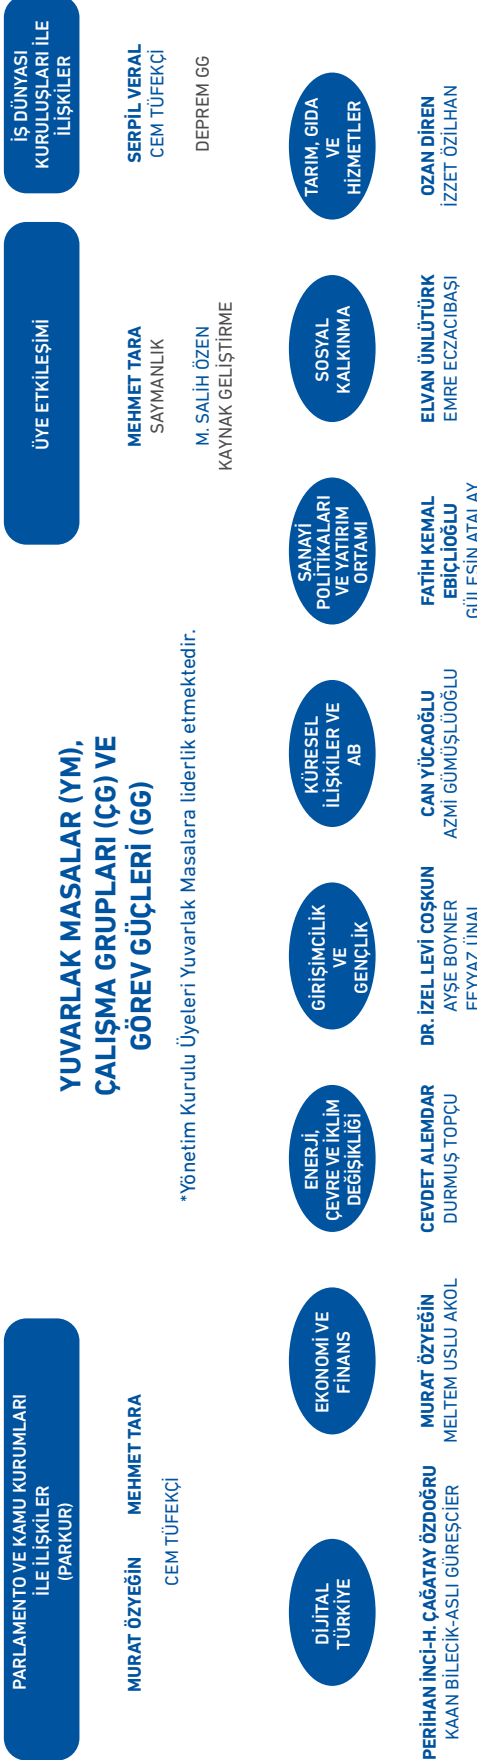 PARLAMENTO VE KAMU KURUMLARI
İLE İLİŞKİLER
(PARKUR)
MURAT ÖZYEĞİN
MEHMET TARA
CEM TÜFEKÇİ
YUVARLAK MASALAR (YM),
ÇALIŞMA GRUPLARI (ÇG) VE
GÖREV GÜÇLERİ (GG)
*Yönetim Kurulu Üyeleri Yuvarlak Masalara liderlik etmektedir.
ÜYE ETKİLEŞİMİ
MEHMET TARA
SAYMANLIK
M. SALİH ÖZEN
KAYNAK GELİŞTİRME
İŞ DÜNYASI
KURULUŞLARI İLE
İLİŞKİLER
SERPİL VERAL
CEM TÜFEKÇİ
DEPREM GG
DİJİTAL
TÜRKİYE
PERİHAN İNCİ-H. ÇAĞATAY ÖZDOĞRU
KAAN BİLECİK-ASLI GÜREŞCİER
EKONOMİ VE
FİNANS
MURAT ÖZYEĞİN
MELTEM USLU AKOL
ENERJİ,
ÇEVRE VE İKLİM
DEĞİŞİKLİĞİ
CEVDET ALEMDAR
DURMUŞ TOPÇU
GİRİŞİMCİLİK
VE
GENÇLİK
DR. İZEL LEVİ COŞKUN
AYŞE BOYNER
FEYYAZ ÜNAL
KÜRESEL
İLİŞKİLER VE
AB
CAN YÜCAOĞLU
AZMİ GÜMÜŞLÜOĞLU
SANAYİ
POLİTİKALARI
VE YATIRIM
ORTAMI
FATİH KEMAL
EBİÇLİOĞLU
ATALAY
SOSYAL
KALKINMA
ELVAN ÜNLÜTÜRK
EMRE ECZACIBAŞI
TARIM, GIDA
VE
HİZMETLER
OZAN DİREN
İZZET ÖZİLHAN